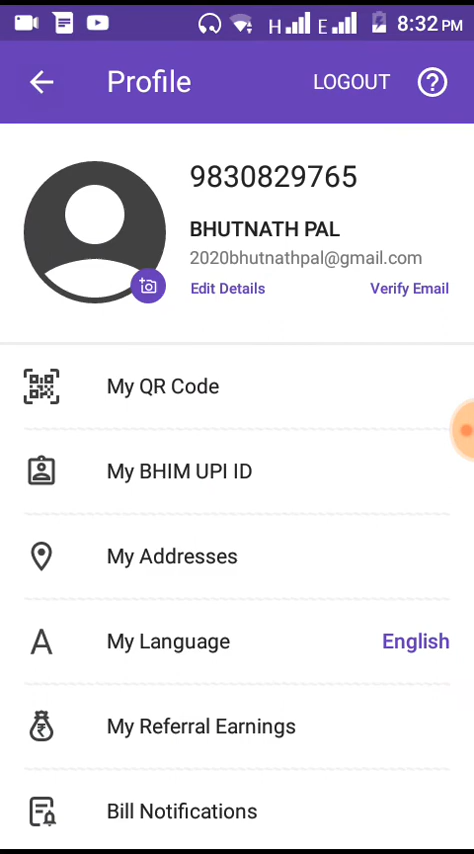 H E 8:32 PM
Profile LOGOUT
9830829765
BHUTNATH PAL
2020bhutnathpal@gmail.com
Edit Details Verify Email
My QR Code
My BHIM UPI ID
My Addresses
My Language English
My Referral Earnings
Bill Notifications